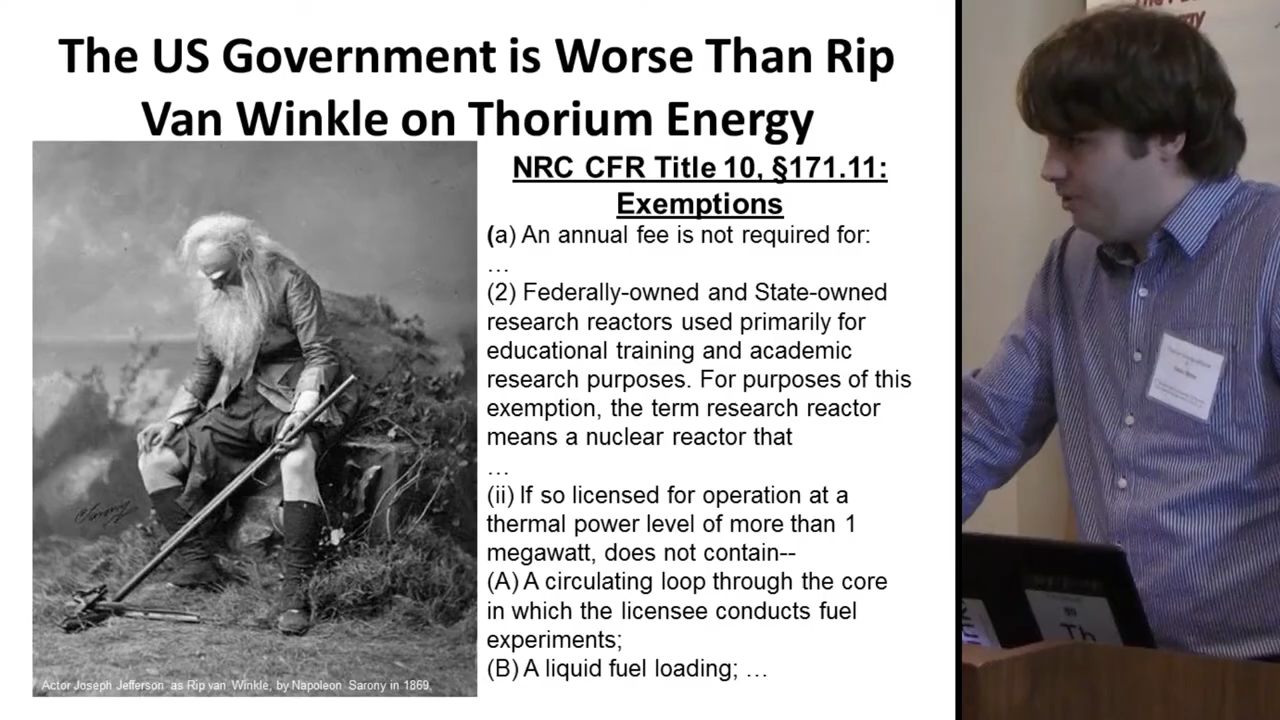 The US Government is Worse Than Rip
Van Winkle on Thorium Energy
NRC CFR Title 10, §171.11:
Exemptions
(a) An annual fee is not required for:
…
(2) Federally-owned and State-owned
research reactors used primarily for
educational training and academic
research purposes. For purposes of this
exemption, the term research reactor
means a nuclear reactor that
…
(ii) If so licensed for operation at a
thermal power level of more than 1
megawatt, does not contain--
(A) A circulating loop through the core
in which the licensee conducts fuel
experiments;
(B) A liquid fuel loading; …
Sarony
Actor Joseph Jefferson as Rip van Winkle, by Napoleon Sarony in 1869.
90
Th